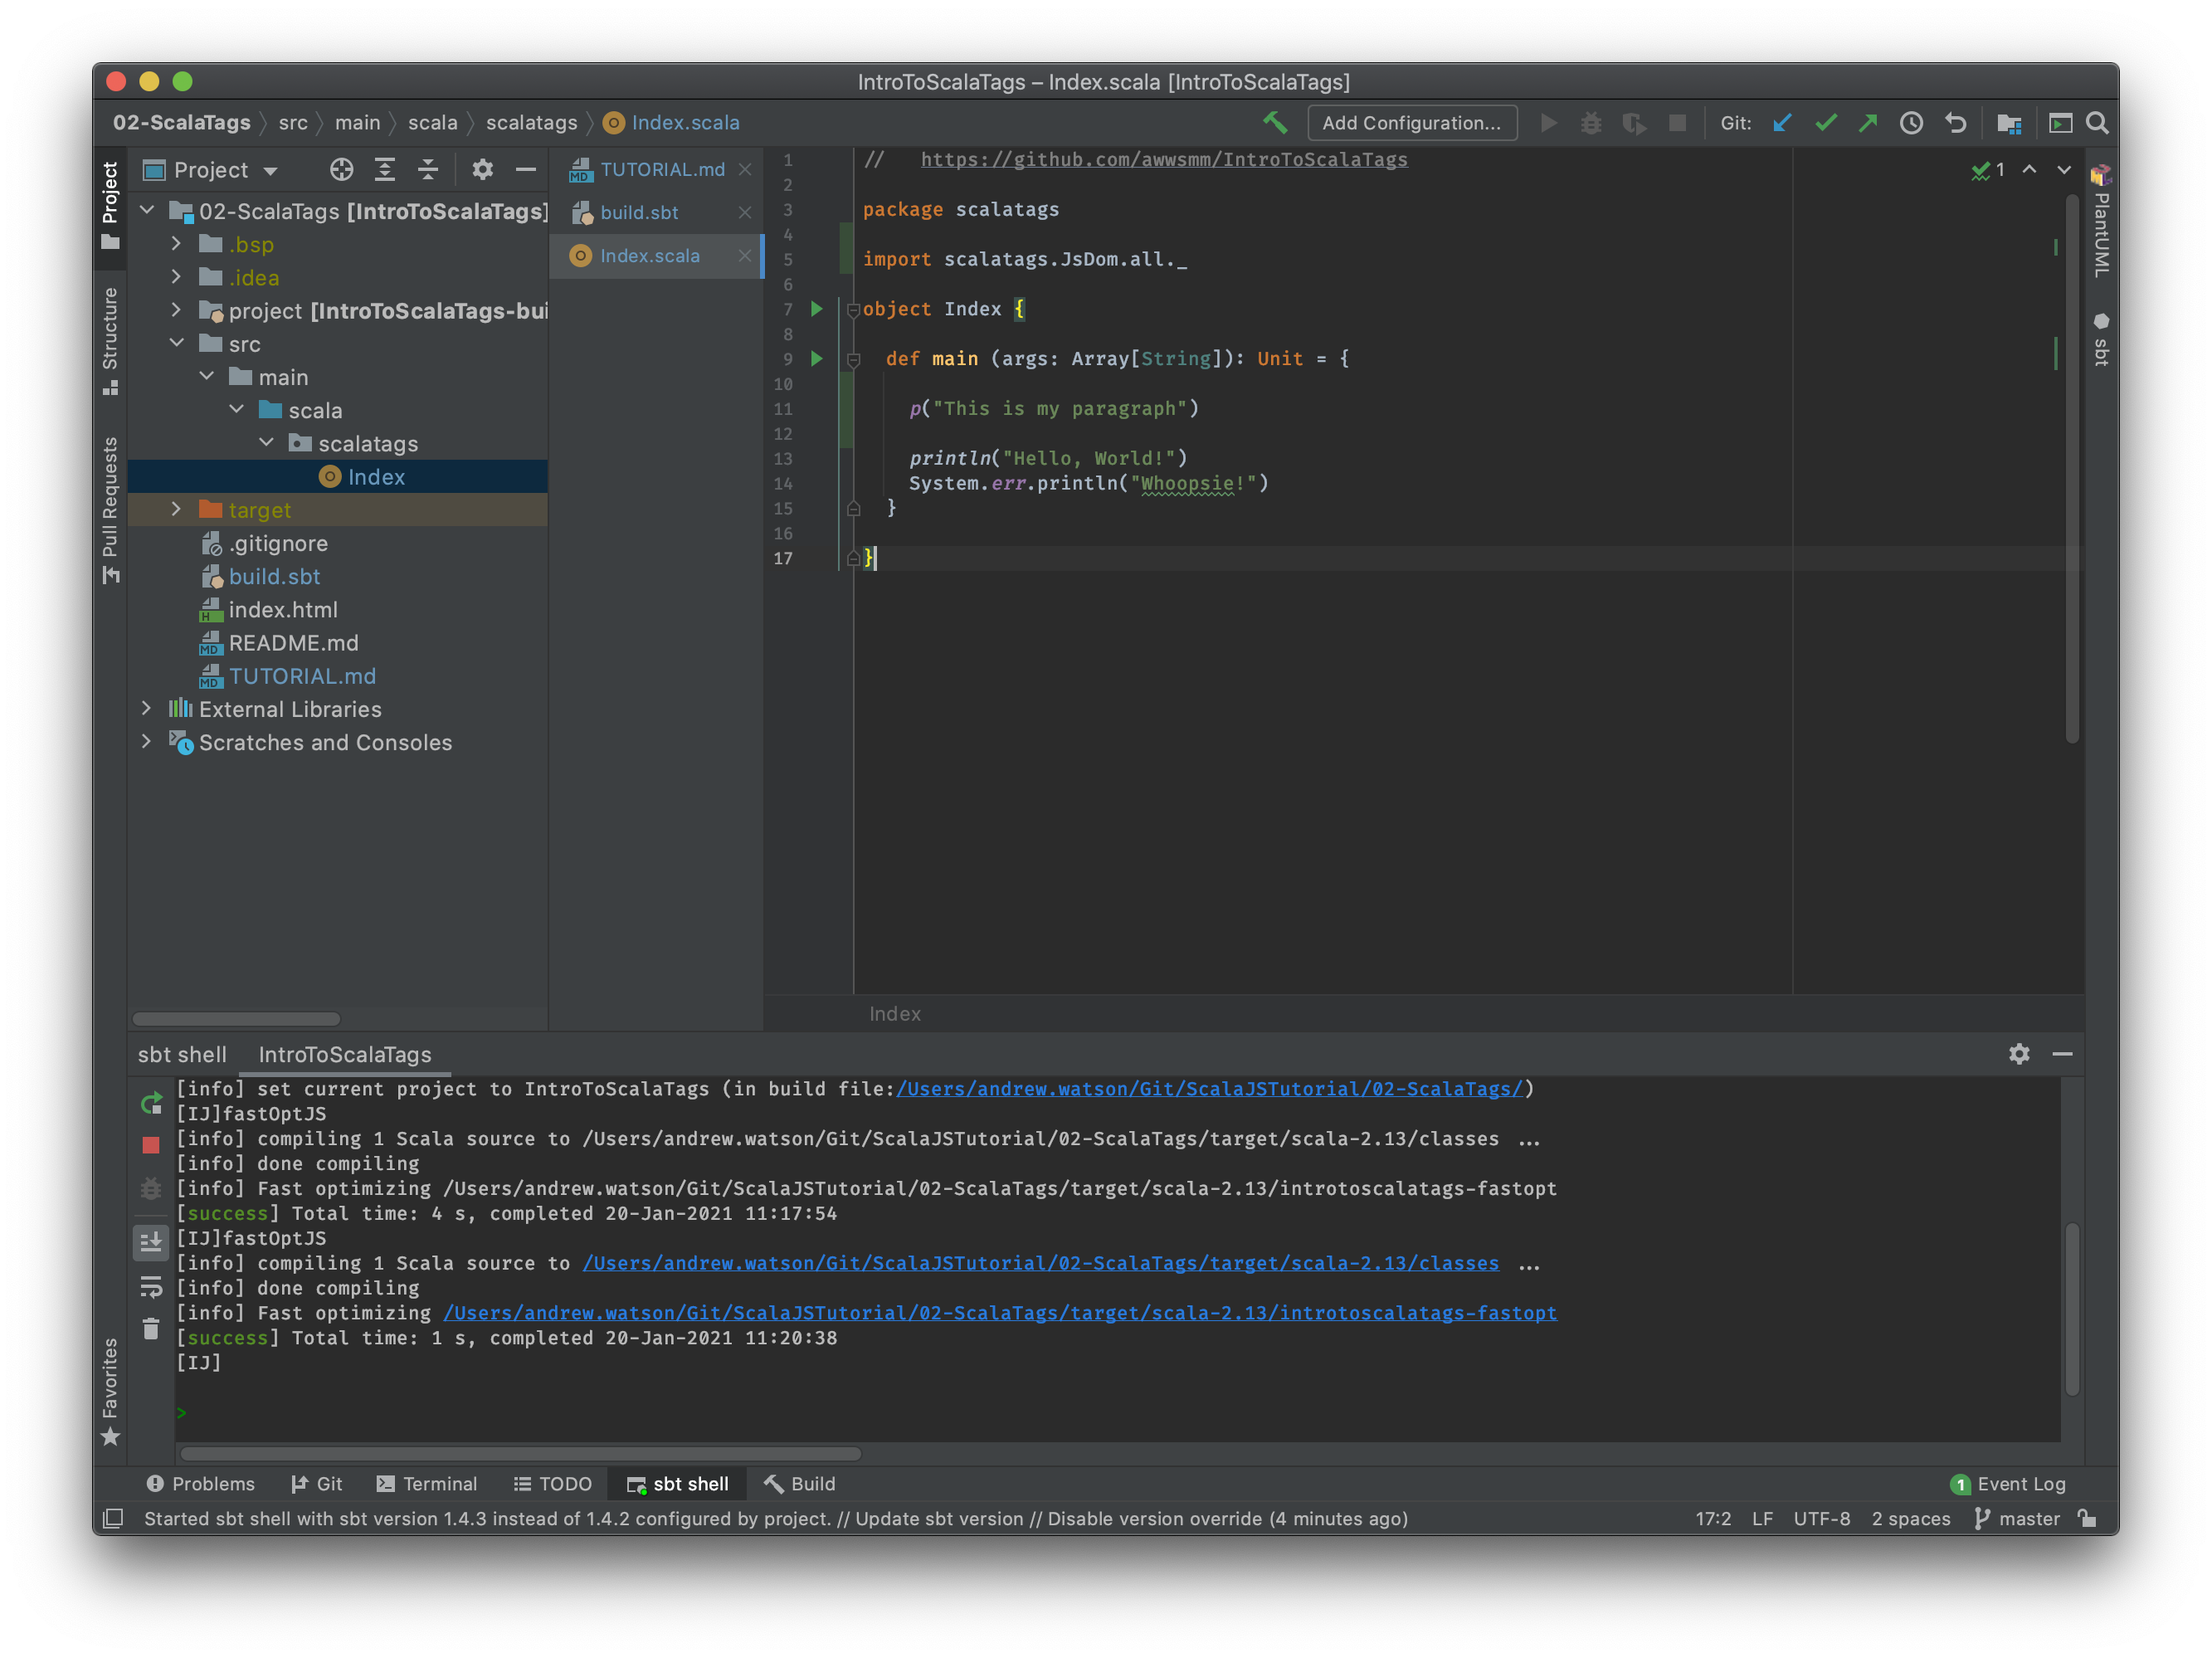 IntroToScalaTags – Index.scala [IntroToScalaTags]
02-ScalaTags src main scala scalatags Index.scala
Add Configuration...
Git:
Project
Structure
Pull Requests
Favorites
Project
02-ScalaTags [IntroToScalaTags]
.bsp
.idea
project [IntroToScalaTags-bui
src
main
scala
scalatags
Index
target
.gitignore
build.sbt
index.html
README.md
TUTORIAL.md
External Libraries
Scratches and Consoles
TUTORIAL.md
build.sbt
Index.scala
1 // https://github.com/awwsmm/IntroToScalaTags
2
3 package scalatags
4
5 import scalatags.JsDom.all._
6
7 object Index {
8
9 def main (args: Array[String]): Unit = {
10
11 p("This is my paragraph")
12
13 println("Hello, World!")
14 System.err.println("Whoopsie!")
15 }
16
17 }
1
PlantUML
sbt
Index
sbt shell IntroToScalaTags
[info] set current project to IntroToScalaTags (in build file:/Users/andrew.watson/Git/ScalaJSTutorial/02-ScalaTags/)
[IJ]fastOptJS
[info] compiling 1 Scala source to /Users/andrew.watson/Git/ScalaJSTutorial/02-ScalaTags/target/scala-2.13/classes ...
[info] done compiling
[info] Fast optimizing /Users/andrew.watson/Git/ScalaJSTutorial/02-ScalaTags/target/scala-2.13/introtoscalatags-fastopt
[success] Total time: 4 s, completed 20-Jan-2021 11:17:54
[IJ]fastOptJS
[info] compiling 1 Scala source to /Users/andrew.watson/Git/ScalaJSTutorial/02-ScalaTags/target/scala-2.13/classes ...
[info] done compiling
[info] Fast optimizing /Users/andrew.watson/Git/ScalaJSTutorial/02-ScalaTags/target/scala-2.13/introtoscalatags-fastopt
[success] Total time: 1 s, completed 20-Jan-2021 11:20:38
[IJ]
>
Problems Git Terminal TODO sbt shell Build 1 Event Log
Started sbt shell with sbt version 1.4.3 instead of 1.4.2 configured by project. // Update sbt version // Disable version override (4 minutes ago) 17:2 LF UTF-8 2 spaces master